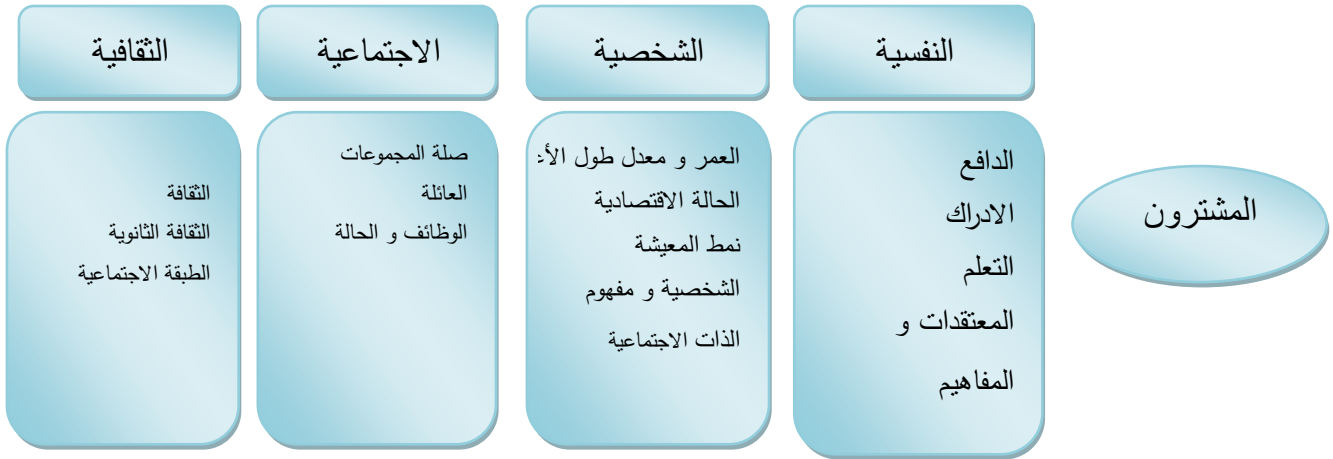 المشترون
النفسية
الدافع
الادراك
التعلم
المعتقدات و
المفاهيم
الشخصية
العمر و معدل طول
الحالة الاقتصادية
نمط المعيشة
الشخصية و مفهوم
الذات الاجتماعية
الاجتماعية
صلة المجموعات
العائلة
الوظائف و الحالة
الثقافية
الثقافة
الثقافة الثانوية
الطبقة الاجتماعية